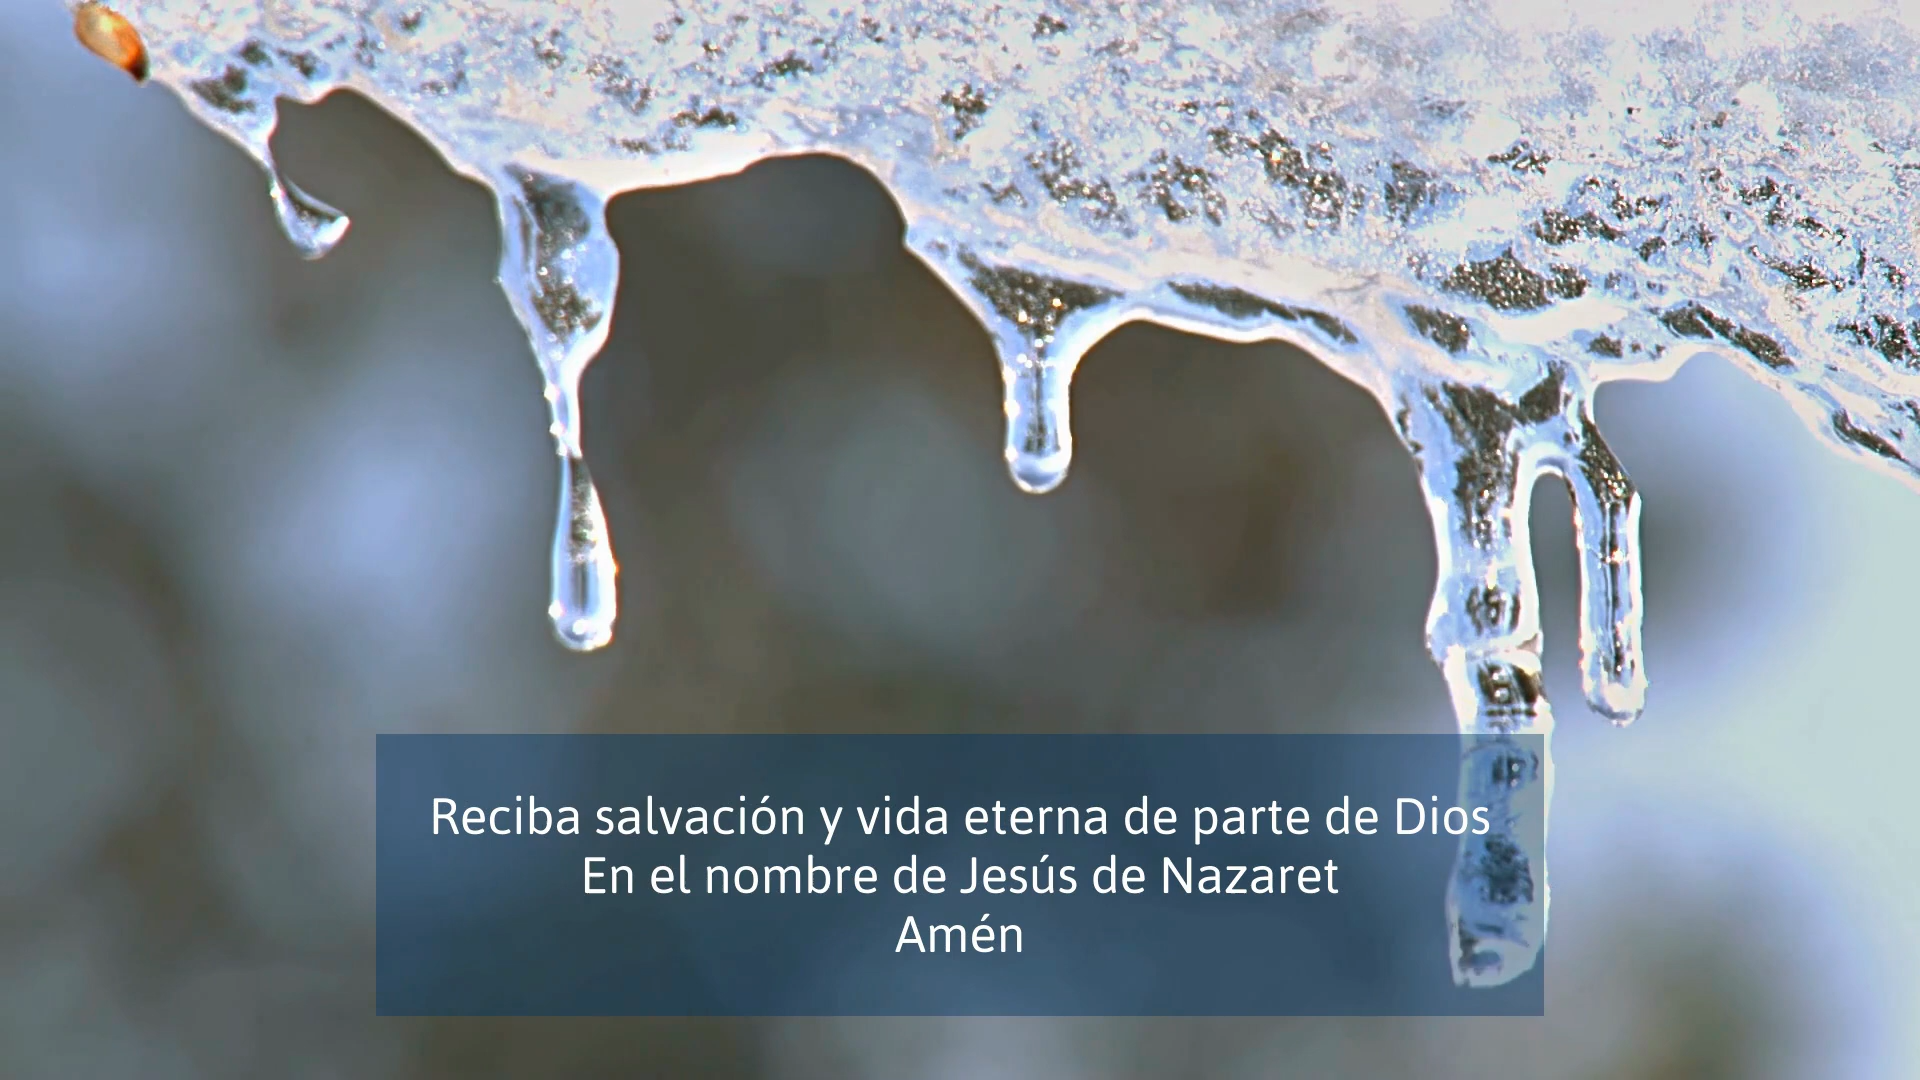 Reciba salvación y vida eterna de parte de Dios
En el nombre de Jesús de Nazaret
Amén